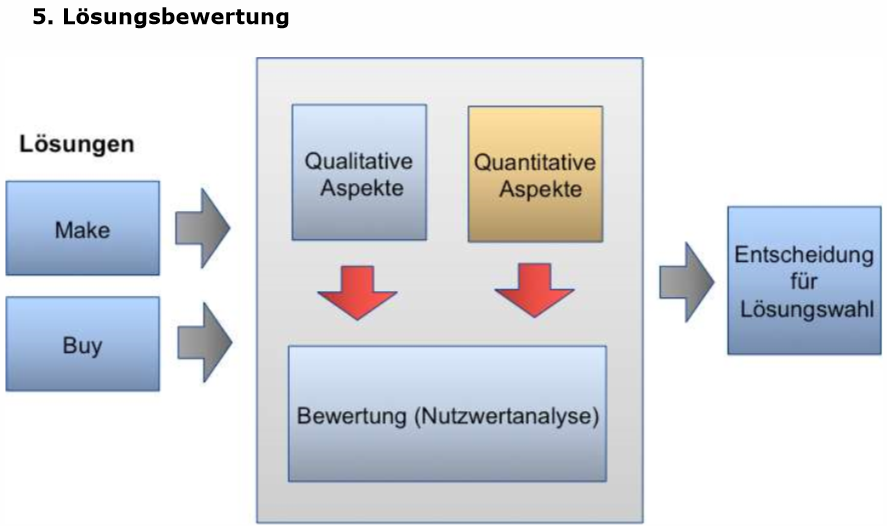 5. Lösungsbewertung
Lösungen
Make
Buy
Qualitative
Aspekte
Quantitative
Aspekte
Bewertung (Nutzwertanalyse)
Entscheidung
für
Lösungswahl